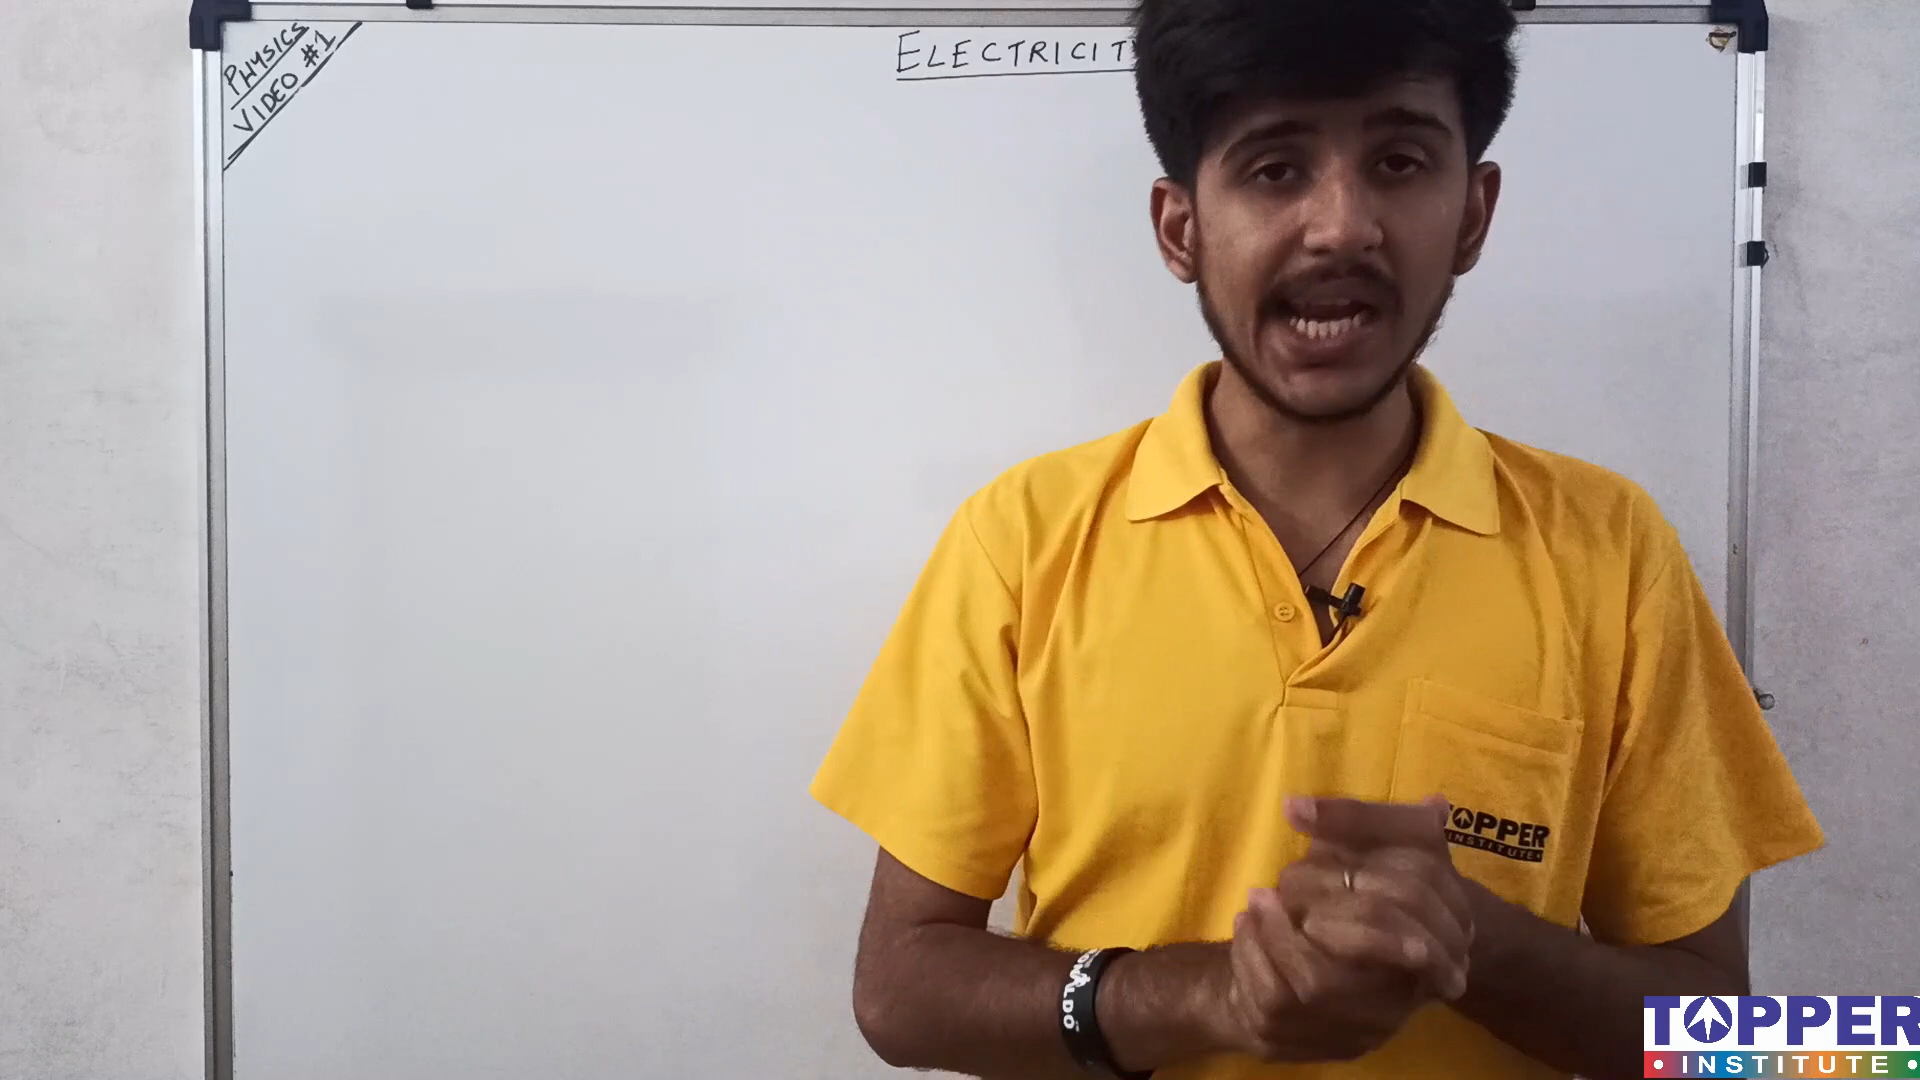 PHYSICS
VIDEO #1
ELECTRICIT
TOPPER
INSTITUTE
TOPPER
INSTITUTE